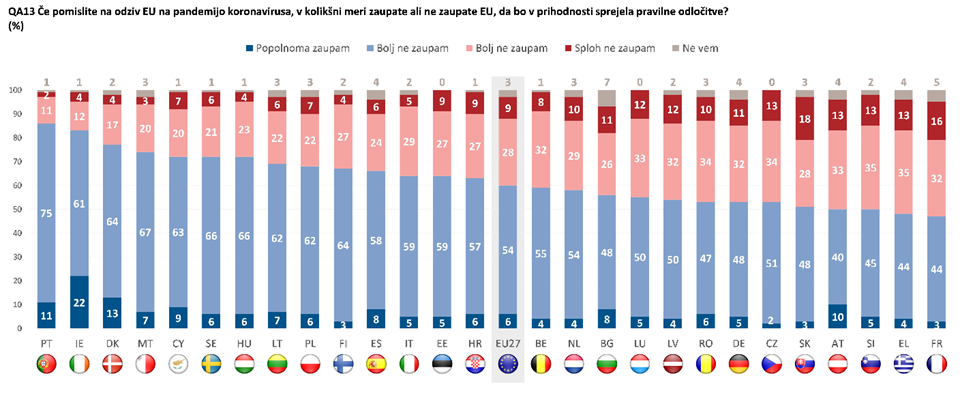 QA13 Če pomislite na odziv EU na pandemijo koronavirusa, v kolikšni meri zaupate ali ne zaupate EU, da bo v prihodnosti sprejela pravilne odločitve?
(%)
Popolnoma zaupam Bolj ne zaupam Bolj ne zaupam Sploh ne zaupam Ne vem
1 1 2 3 1 1 1 3 3 2 4 2 0 1 3 1 3 7 0 2 3 4 0 3 4 2 4 5
100
90
80
70
60
50
40
30
20
10
0
2 4 4 3 7 6 4 6 7 4 6 5 9 9 9 8 10 11 12 12 10 11 13 18 13 13 13 16
11 12 17 20 20 21 23 22 22 27 24 29 27 27 28 32 29 26 33 32 34 32 34 28 33 35 35 32
75 61 64 67 63 66 66 62 62 64 58 59 59 57 54 55 54 48 50 50 47 48 51 48 40 45 44 44
11 22 13 7 9 6 6 7 6 3 8 5 5 6 6 4 4 8 5 4 6 5 2 3 10 5 4 3
PT IE DK MT CY SE HU LT PL FI ES IT EE HR EU27 BE NL BG LU LV RO DE CZ SK AT SI EL FR